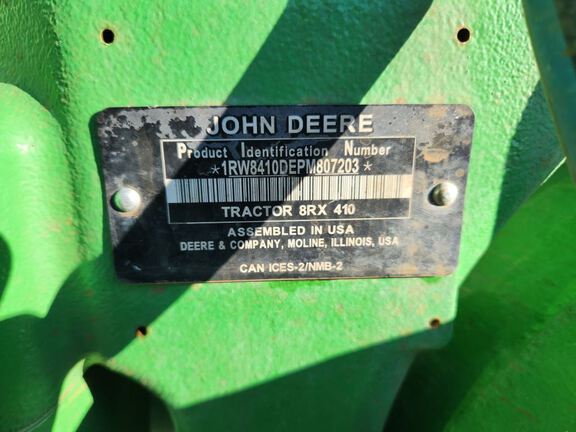 JOHN DEERE
Product Identification Number
*1RW8410DEPM807203*
TRACTOR 8RX 410
ASSEMBLED IN USA
DEERE & COMPANY, MOLINE, ILLINOIS, USA
CAN ICES-2/NMB-2